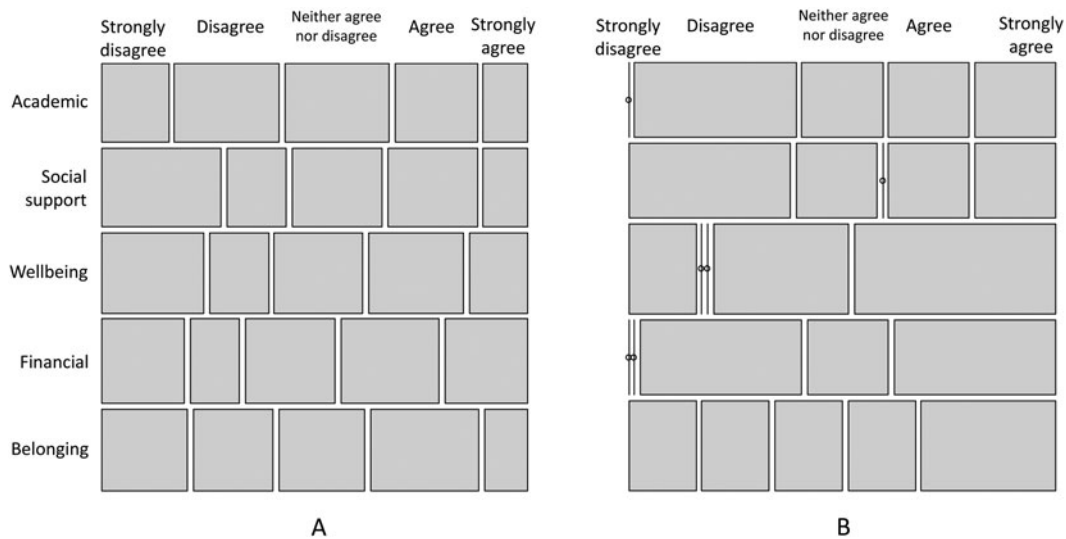 Strongly
disagree
Disagree
Neither agree
nor disagree
Agree
Strongly
agree
Strongly
disagree
Disagree
Neither agree
nor disagree
Agree
Strongly
agree
Academic
Social
support
Wellbeing
Financial
Belonging
A
B